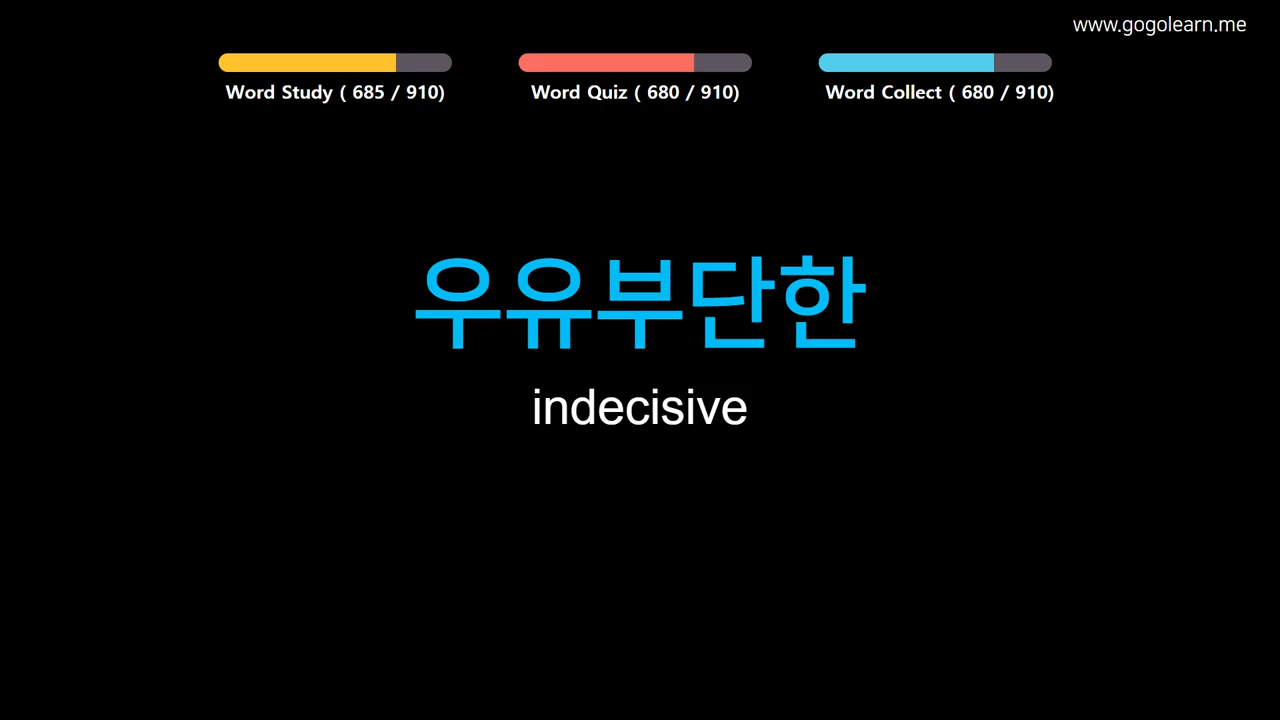 www.gogolearn.me
Word Study ( 685 / 910)
Word Quiz ( 680 / 910)
Word Collect ( 680 / 910)
우유부단한
indecisive